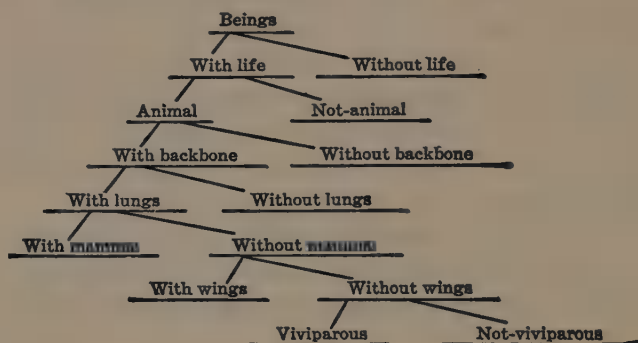 Beings
With life Without life
Animal Not-animal
With backbone Without backbone
With lungs Without lungs
With Without
With wings Without wings
Viviparous Not-viviparous